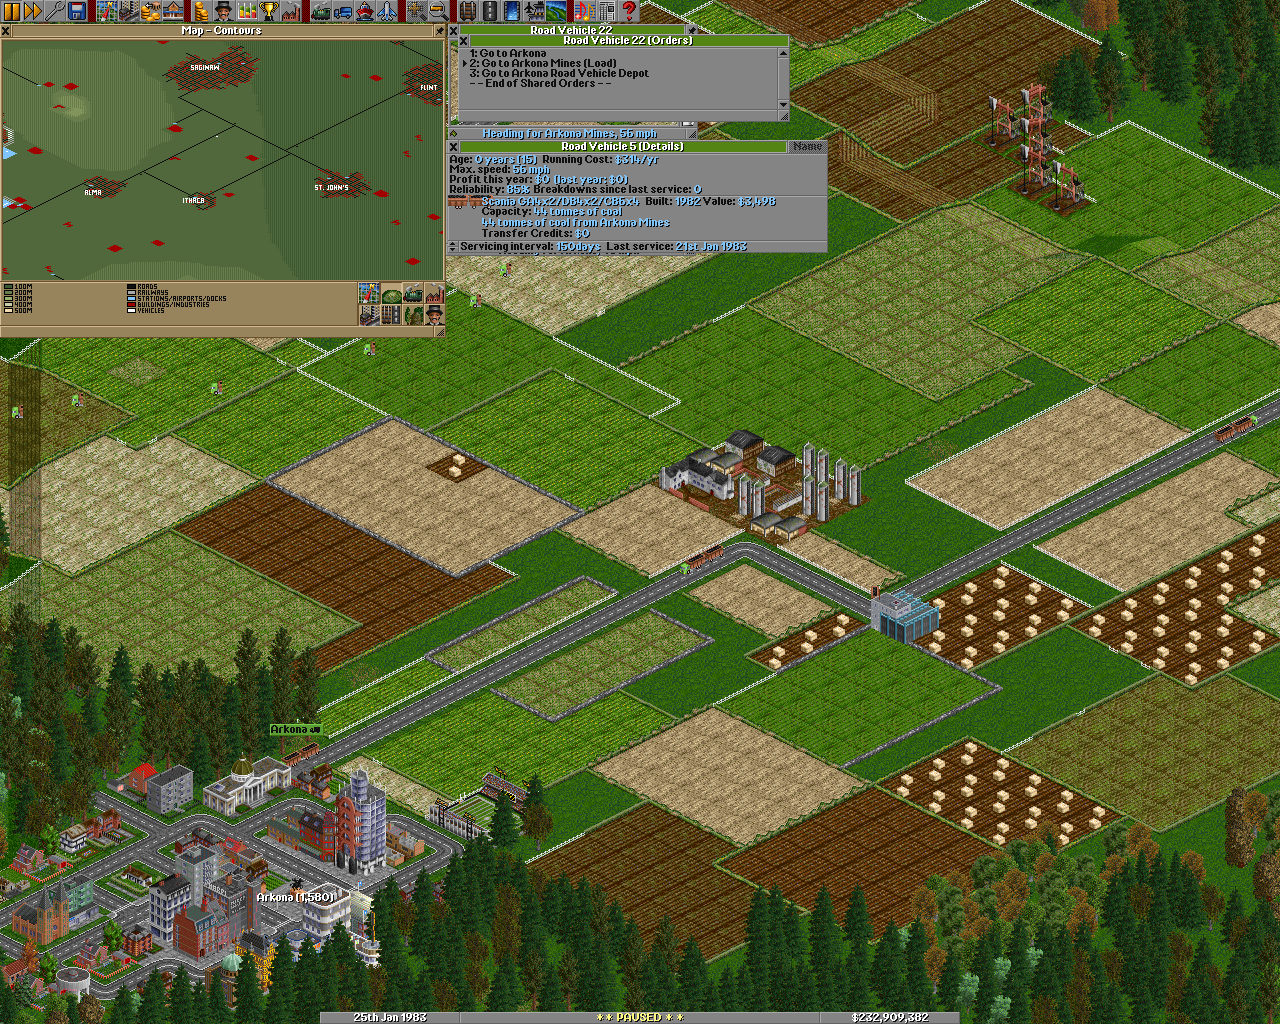 Map - Contours
SAGINAW
FLINT
ALMA
ITHACA
ST. JOHN'S
100M
200M
300M
400M
500M
ROADS
RAILWAYS
STATIONS/AIRPORTS/DOCKS
BUILDINGS/INDUSTRIES
VEHICLES
Road Vehicle 22
Road Vehicle 22 (Orders)
1: Go to Arkona
2: Go to Arkona Mines (Load)
3: Go to Arkona Road Vehicle Depot
- - End of Shared Orders - -
Heading for Arkona Mines, 56 mph
Road Vehicle 5 (Details)
Name
Age: 0 years (15) Running Cost: $314/yr
Max. speed: 56 mph
Profit this year: $0 (last year: $0)
Reliability: 85% Breakdowns since last service: 0
Scania GA4x2/DB4x2/CB6x4 Built: 1982 Value: $3,498
Capacity: 44 tonnes of coal
44 tonnes of coal from Arkona Mines
Transfer Credits: $0
Servicing interval: 150days Last service: 21st Jan 1983
Arkona
Arkona (1,580)
25th Jan 1983
* * PAUSED * *
$232,909,382